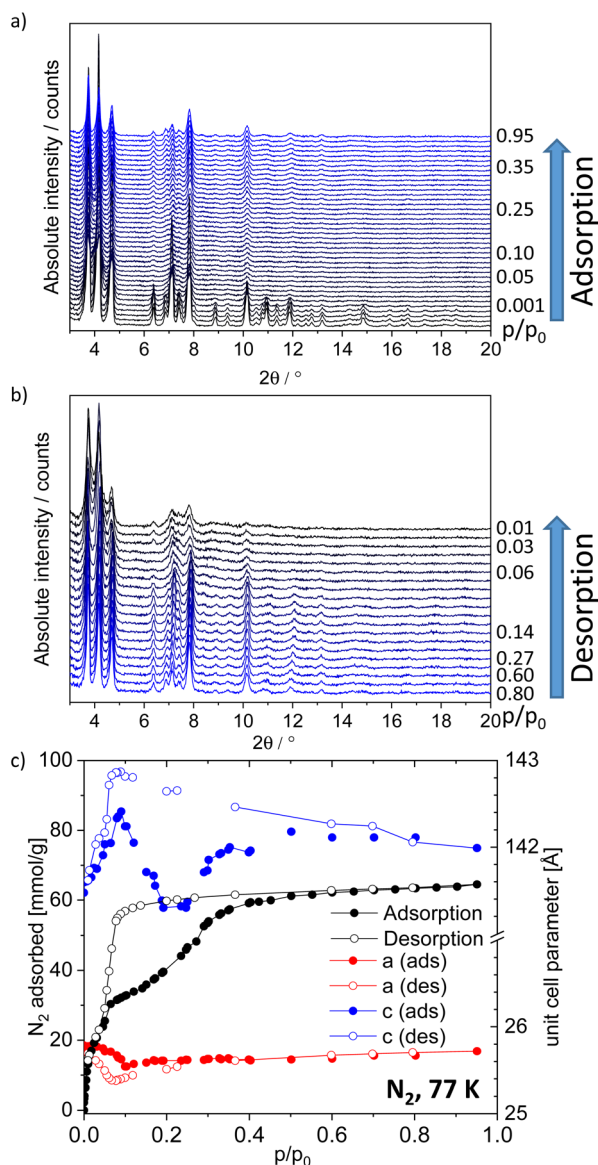 a)
Absolute intensity / counts
0.95
0.35
0.25
0.10
0.05
0.001
p/p0
Adsorption
4 6 8 10 12 14 16 18 20
2θ / °
b)
Absolute intensity / counts
0.01
0.03
0.06
0.14
0.27
0.60
0.80
p/p0
Desorption
4 6 8 10 12 14 16 18 20
2θ / °
c)
N2 adsorbed [mmol/g]
100
80
60
40
20
0
143
142
26
25
unit cell parameter [Å]
Adsorption
Desorption
a (ads)
a (des)
c (ads)
c (des)
N2, 77 K
0.0 0.2 0.4 0.6 0.8 1.0
p/p0